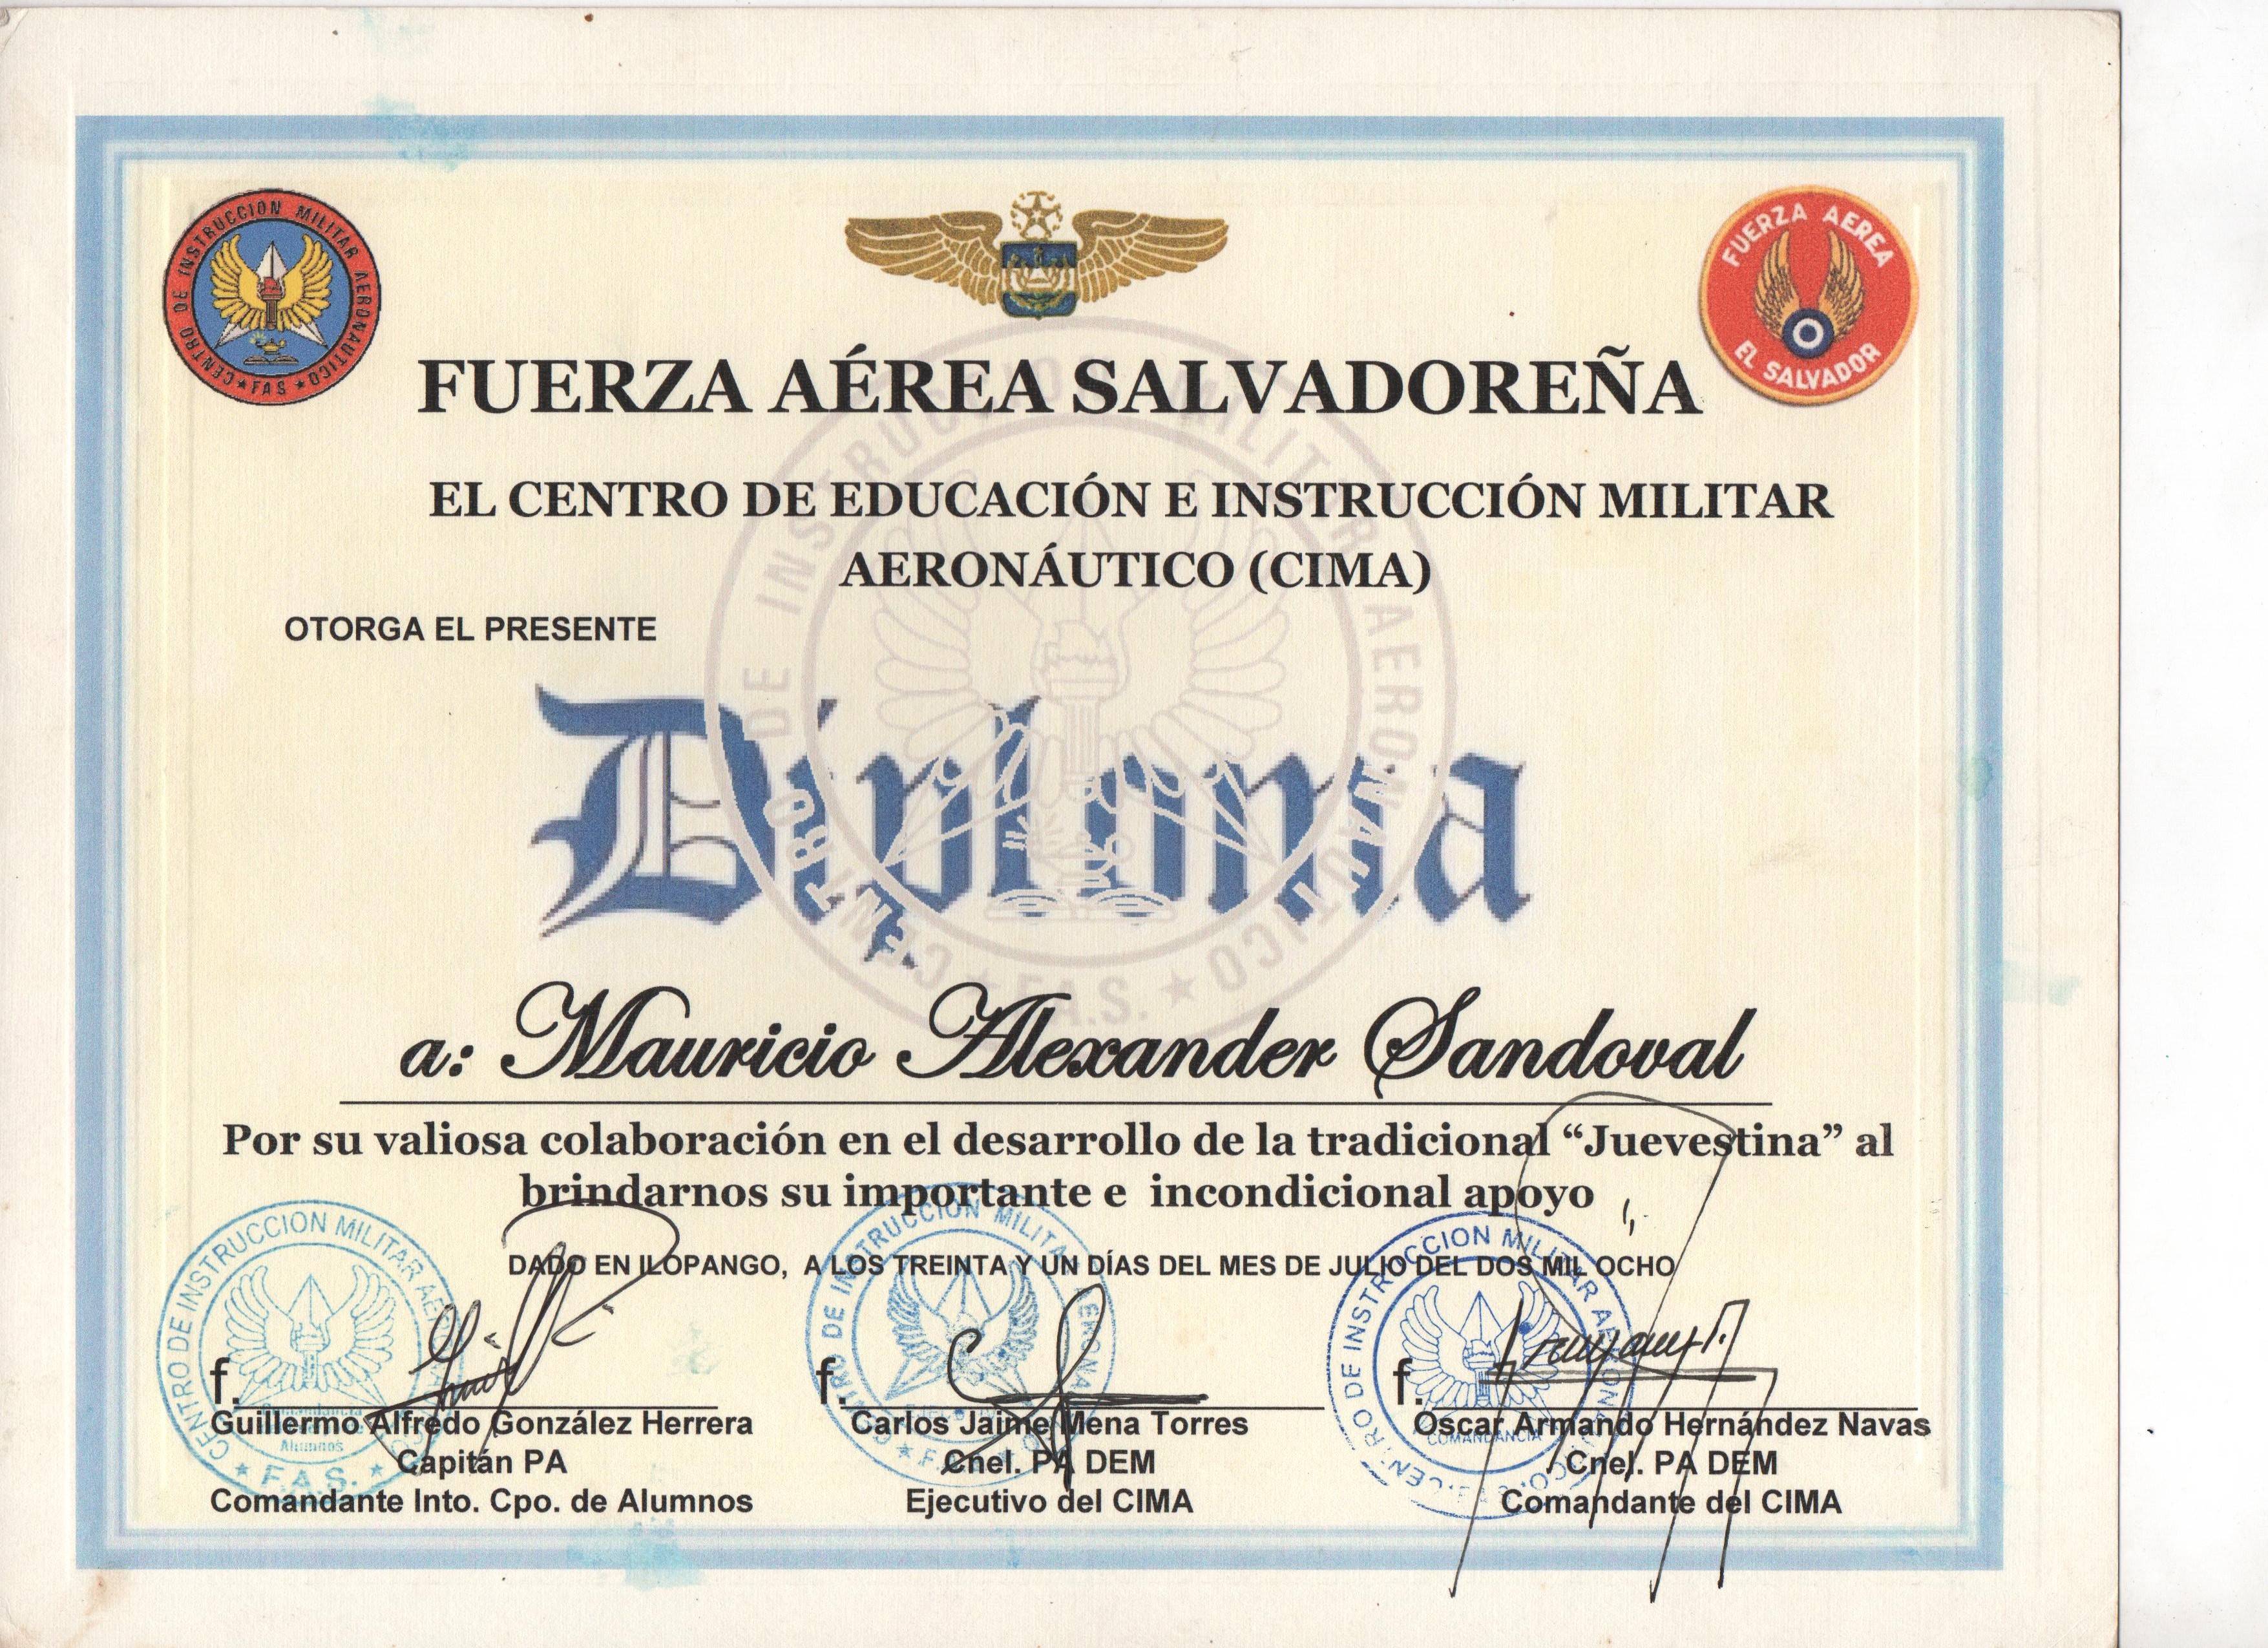 CENTRO DE INSTRUCCION MILITAR AERONAUTICO
★ FAS ★
FUERZA AEREA
EL SALVADOR
FUERZA AÉREA SALVADOREÑA
EL CENTRO DE EDUCACIÓN E INSTRUCCIÓN MILITAR
AERONÁUTICO (CIMA)
OTORGA EL PRESENTE
Diploma
CENTRO DE INSTRUCCION MILITAR AERONAUTICO
★ F.A.S. ★
a: Mauricio Alexander Sandoval
Por su valiosa colaboración en el desarrollo de la tradicional “Juevestina” al
brindarnos su importante e incondicional apoyo
DADO EN ILOPANGO, A LOS TREINTA Y UN DÍAS DEL MES DE JULIO DEL DOS MIL OCHO
f.
Guillermo Alfredo González Herrera
Capitán PA
Comandante Into. Cpo. de Alumnos
CENTRO DE INSTRUCCION MILITAR
Alumnos
★ F.A.S. ★
f.
Carlos Jaime Mena Torres
Cnel. PA DEM
Ejecutivo del CIMA
DE INSTRUCCION
f.
Oscar Armando Hernández Navas
Cnel. PA DEM
Comandante del CIMA
CENTRO DE INSTRUCCION MILITAR
COMANDANCIA